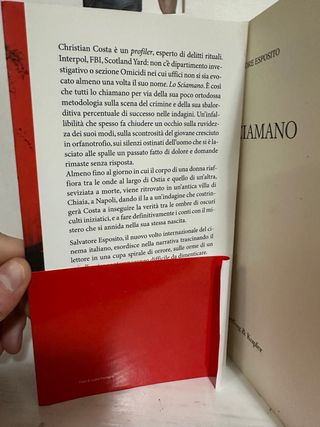 Christian Costa è un profiler, esperto di delitti rituali.
Interpol, FBI, Scotland Yard: non c'è dipartimento inve-
stigativo o sezione Omicidi nei cui uffici non si sia evo-
cato almeno una volta il suo nome. Lo Sciamano. È così
che tutti lo chiamano per via della sua poco ortodossa
metodologia sulla scena del crimine e della sua sbalor-
ditiva percentuale di successo nelle indagini. Un'infal-
libilità che spesso fa chiudere un occhio sulla ruvidez-
za dei suoi modi, sulla scontrosità del giovane cresciuto
in orfanotrofio, sui silenzi ostinati dell'uomo che si è la-
sciato alle spalle un passato fatto di dolore e domande
rimaste senza risposta.
Almeno fino al giorno in cui il corpo di una donna riaf-
fiora tra le onde al largo di Ostia e quello di un'altra,
seviziata a morte, viene ritrovato in un'antica villa di
Chiaia, a Napoli, dando il la a un'indagine che costrin-
gerà Costa a inseguire la verità tra le ombre di oscuri
culti iniziatici, e a fare definitivamente i conti con il mi-
stero che si annida nella sua stessa nascita.
Salvatore Esposito, il nuovo volto internazionale del ci-
nema italiano, esordisce nella narrativa trascinando il
lettore in una cupa spirale di orrore, sulle orme di un
difficile da dimenticare.
ORE ESPOSITO
CIAMANO
& Kupfer